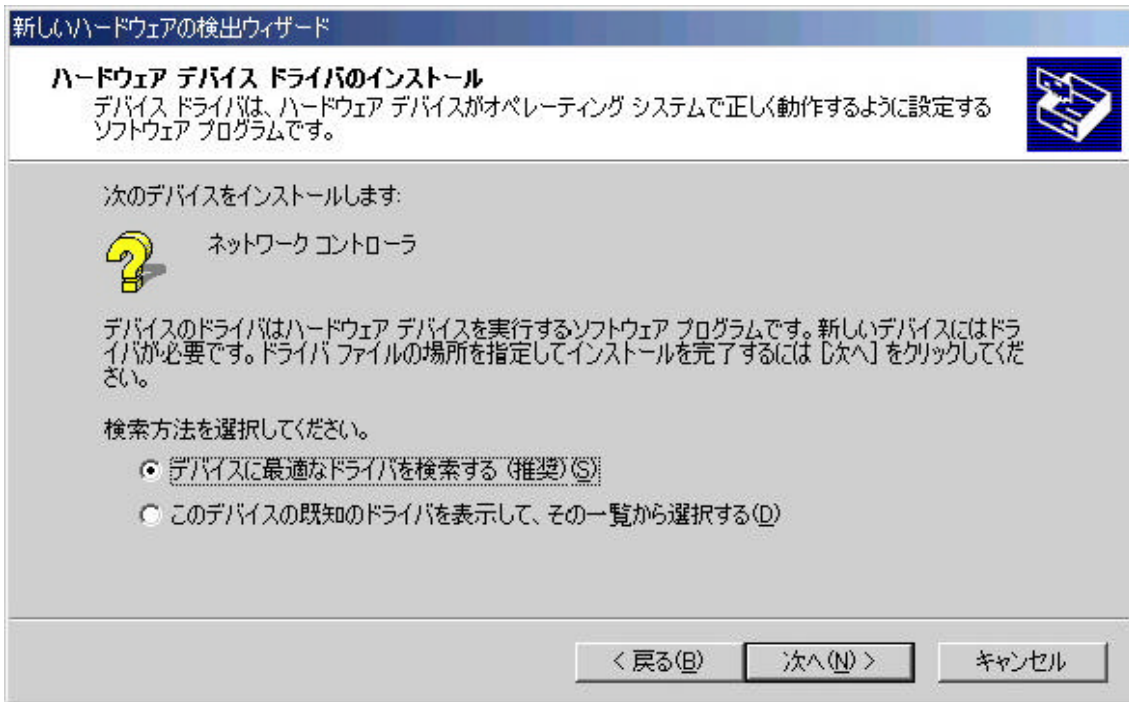 新しいハードウェアの検出ウィザード
ハードウェア デバイス ドライバのインストール
デバイス ドライバは、ハードウェア デバイスがオペレーティング システムで正しく動作するように設定する
ソフトウェア プログラムです。
次のデバイスをインストールします:
ネットワーク コントローラ
デバイスのドライバはハードウェア デバイスを実行するソフトウェア プログラムです。新しいデバイスにはドラ
イバが必要です。ドライバ ファイルの場所を指定してインストールを完了するには [次へ] をクリックしてくだ
さい。
検索方法を選択してください。
デバイスに最適なドライバを検索する (推奨)(S)
このデバイスの既知のドライバを表示して、その一覧から選択する(D)
< 戻る(B) 次へ(N) > キャンセル